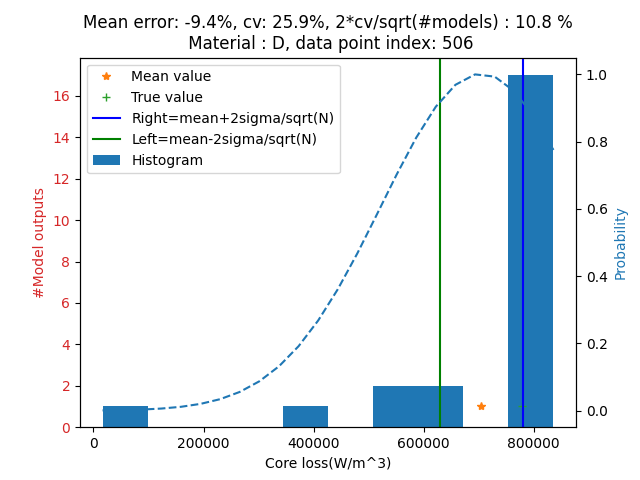 Mean error: -9.4%, cv: 25.9%, 2*cv/sqrt(#models) : 10.8 %
Material : D, data point index: 506
Mean value
True value
Right=mean+2sigma/sqrt(N)
Left=mean-2sigma/sqrt(N)
Histogram
#Model outputs
16
14
12
10
8
6
4
2
0
1.0
0.8
0.6
0.4
0.2
0.0
Probability
0
200000
400000
600000
800000
Core loss(W/m^3)